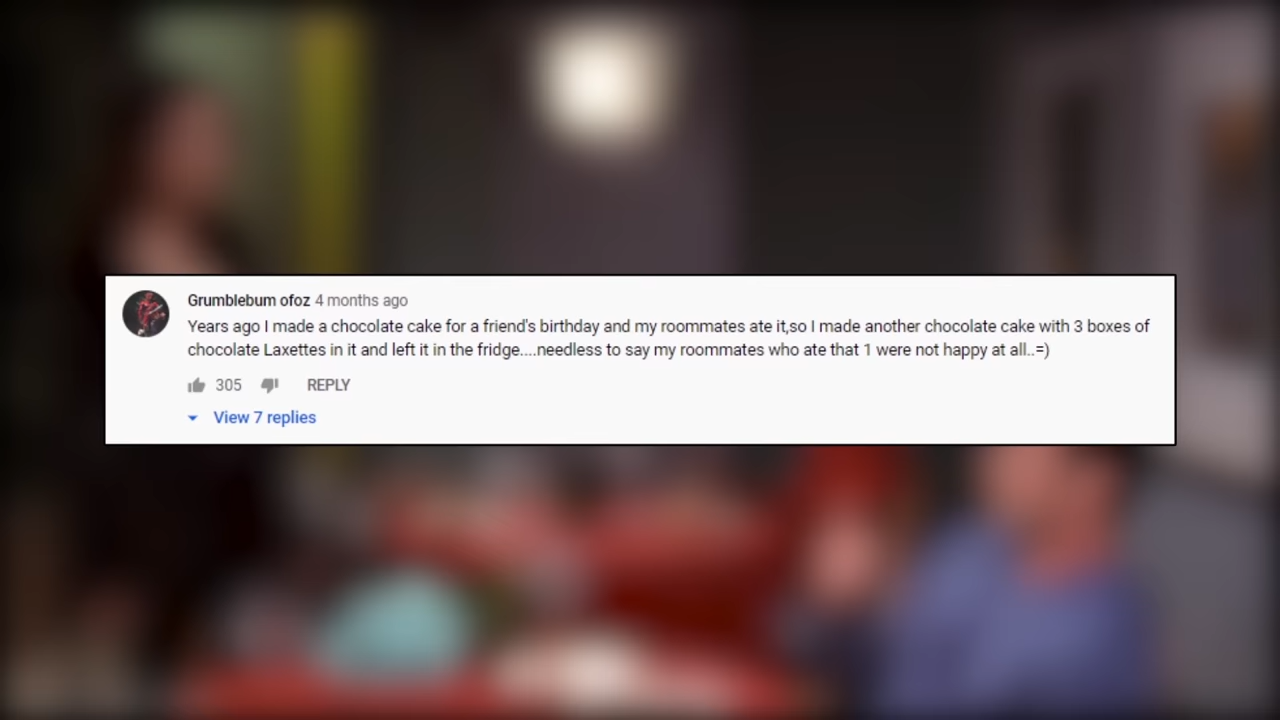 Grumblebum ofoz 4 months ago
Years ago I made a chocolate cake for a friend's birthday and my roommates ate it,so I made another chocolate cake with 3 boxes of
chocolate Laxettes in it and left it in the fridge....needless to say my roommates who ate that 1 were not happy at all..=)
305 REPLY
View 7 replies